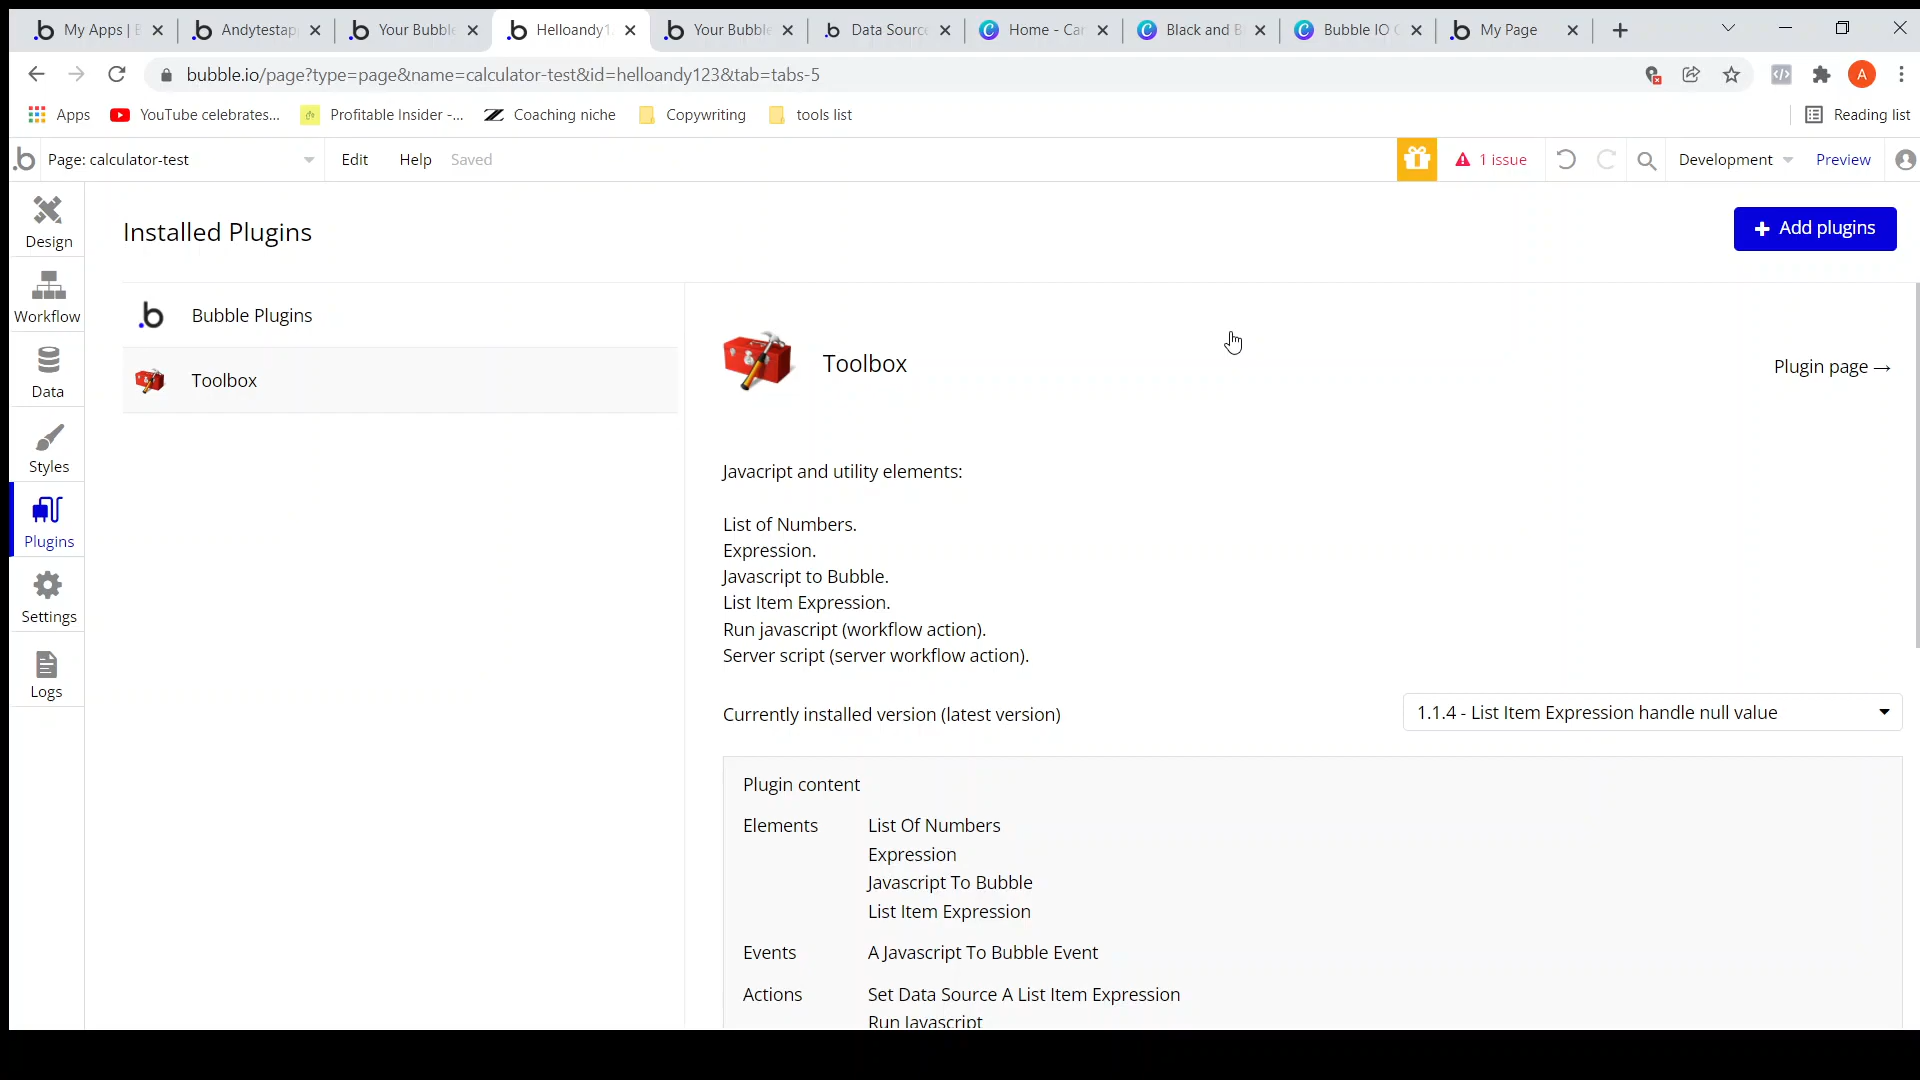 My Apps | B
Andytestap
Your Bubble
Helloandy1
Your Bubble
Data Source
Home - Can
Black and B
Bubble IO C
My Page
bubble.io/page?type=page&name=calculator-test&id=helloandy123&tab=tabs-5
A
Apps
YouTube celebrates...
Profitable Insider -...
Coaching niche
Copywriting
tools list
Reading list
Page: calculator-test
Edit
Help
Saved
1 issue
Development
Preview
Design
Workflow
Data
Styles
Plugins
Settings
Logs
Installed Plugins
+ Add plugins
Bubble Plugins
Toolbox
Toolbox
Plugin page →
Javacript and utility elements:
List of Numbers.
Expression.
Javascript to Bubble.
List Item Expression.
Run javascript (workflow action).
Server script (server workflow action).
Currently installed version (latest version)
1.1.4 - List Item Expression handle null value
Plugin content
Elements
List Of Numbers
Expression
Javascript To Bubble
List Item Expression
Events
A Javascript To Bubble Event
Actions
Set Data Source A List Item Expression
Run Javascript